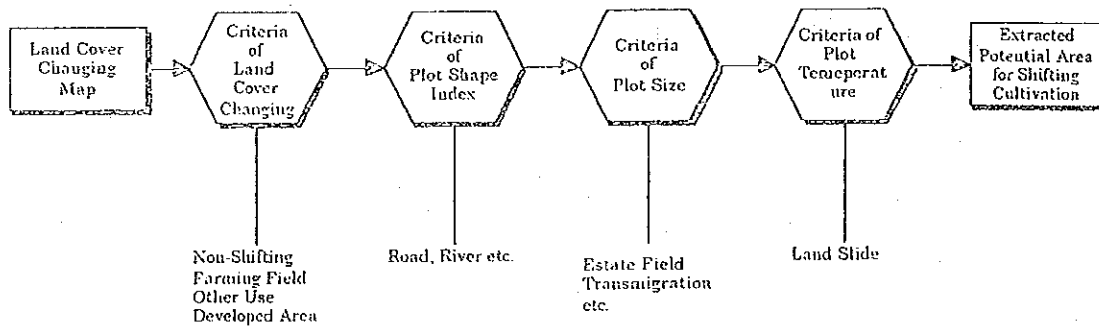 Land Cover
Changing
Map
Criteria
of
Land
Cover
Changing
Criteria
of
Plot Shape
Index
Criteria
of
Plot Size
Criteria of
Plot
Temeperat
ure
Extracted
Potential Area
for Shifting
Cultivation
Non-Shifting
Farming Field
Other Use
Developed Area
Road, River etc.
Estate Field
Transmigration
etc.
Land Slide